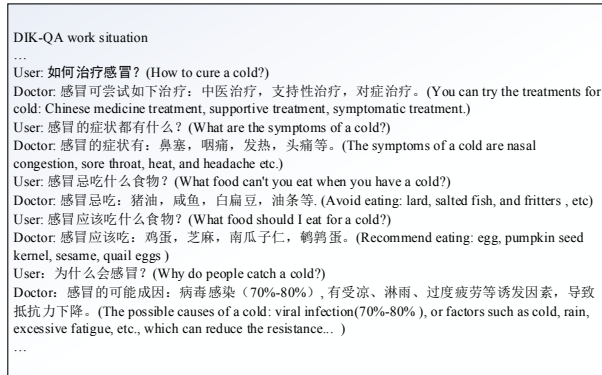 DIK-QA work situation
…
User: 如何治疗感冒？(How to cure a cold?)
Doctor: 感冒可尝试如下治疗：中医治疗，支持性治疗，对症治疗。(You can try the treatments for
cold: Chinese medicine treatment, supportive treatment, symptomatic treatment.)
User: 感冒的症状都有什么？(What are the symptoms of a cold?)
Doctor: 感冒的症状有：鼻塞，咽痛，发热，头痛等。(The symptoms of a cold are nasal
congestion, sore throat, heat, and headache etc.)
User: 感冒忌吃什么食物？(What food can't you eat when you have a cold?)
Doctor: 感冒忌吃：猪油，咸鱼，白扁豆，油条等. (Avoid eating: lard, salted fish, and fritters , etc)
User: 感冒应该吃什么食物？(What food should I eat for a cold?)
Doctor: 感冒应该吃：鸡蛋，芝麻，南瓜子仁，鹌鹑蛋。(Recommend eating: egg, pumpkin seed
kernel, sesame, quail eggs )
User：为什么会感冒？(Why do people catch a cold?)
Doctor：感冒的可能成因：病毒感染（70%-80%）, 有受凉、淋雨、过度疲劳等诱发因素，导致
抵抗力下降。(The possible causes of a cold: viral infection(70%-80% ), or factors such as cold, rain,
excessive fatigue, etc., which can reduce the resistance... )
…